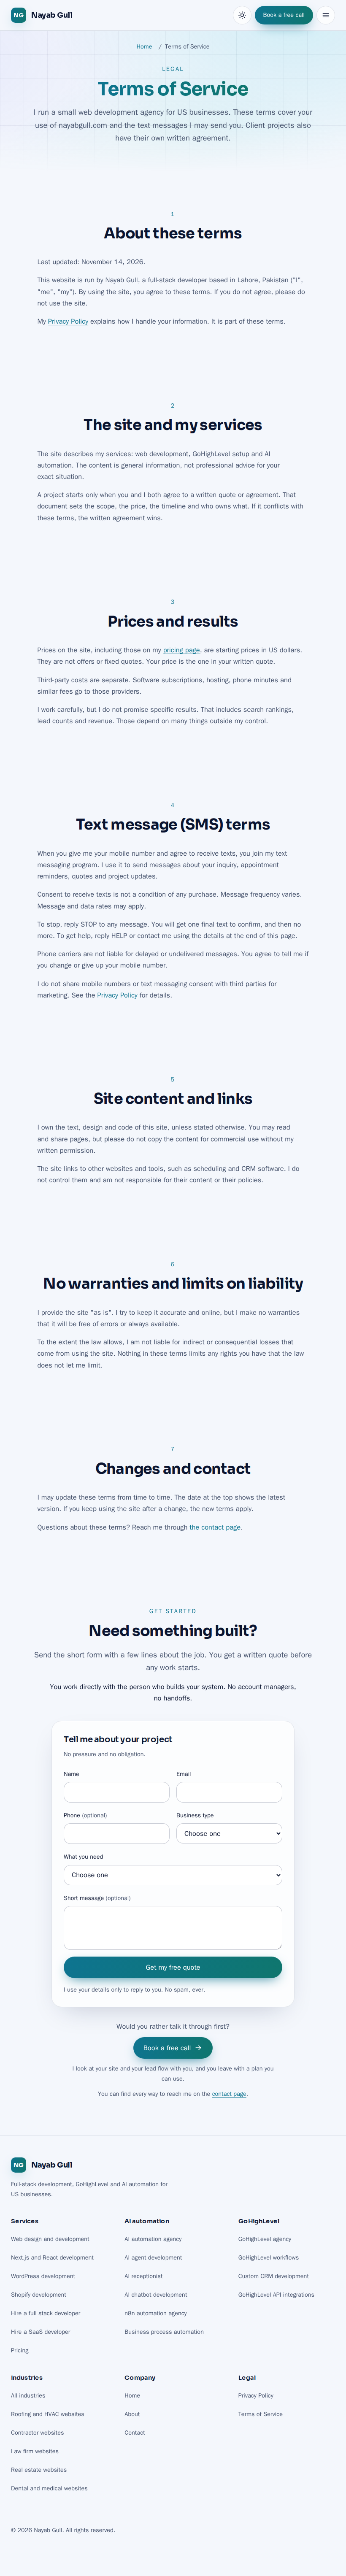 NG Nayab Gull
Book a free call
Home / Terms of Service
LEGAL
Terms of Service
I run a small web development agency for US businesses. These terms cover your
use of nayabgull.com and the text messages I may send you. Client projects also
have their own written agreement.
1
About these terms
Last updated: November 14, 2026.
This website is run by Nayab Gull, a full-stack developer based in Lahore, Pakistan ("I",
"me", "my"). By using the site, you agree to these terms. If you do not agree, please do
not use the site.
My Privacy Policy explains how I handle your information. It is part of these terms.
2
The site and my services
The site describes my services: web development, GoHighLevel setup and AI
automation. The content is general information, not professional advice for your
exact situation.
A project starts only when you and I both agree to a written quote or agreement. That
document sets the scope, the price, the timeline and who owns what. If it conflicts with
these terms, the written agreement wins.
3
Prices and results
Prices on the site, including those on my pricing page, are starting prices in US dollars.
They are not offers or fixed quotes. Your price is the one in your written quote.
Third-party costs are separate. Software subscriptions, hosting, phone minutes and
similar fees go to those providers.
I work carefully, but I do not promise specific results. That includes search rankings,
lead counts and revenue. Those depend on many things outside my control.
4
Text message (SMS) terms
When you give me your mobile number and agree to receive texts, you join my text
messaging program. I use it to send messages about your inquiry, appointment
reminders, quotes and project updates.
Consent to receive texts is not a condition of any purchase. Message frequency varies.
Message and data rates may apply.
To stop, reply STOP to any message. You will get one final text to confirm, and then no
more. To get help, reply HELP or contact me using the details at the end of this page.
Phone carriers are not liable for delayed or undelivered messages. You agree to tell me if
you change or give up your mobile number.
I do not share mobile numbers or text messaging consent with third parties for
marketing. See the Privacy Policy for details.
5
Site content and links
I own the text, design and code of this site, unless stated otherwise. You may read
and share pages, but please do not copy the content for commercial use without my
written permission.
The site links to other websites and tools, such as scheduling and CRM software. I do
not control them and am not responsible for their content or their policies.
6
No warranties and limits on liability
I provide the site "as is". I try to keep it accurate and online, but I make no warranties
that it will be free of errors or always available.
To the extent the law allows, I am not liable for indirect or consequential losses that
come from using the site. Nothing in these terms limits any rights you have that the law
does not let me limit.
7
Changes and contact
I may update these terms from time to time. The date at the top shows the latest
version. If you keep using the site after a change, the new terms apply.
Questions about these terms? Reach me through the contact page.
GET STARTED
Need something built?
Send the short form with a few lines about the job. You get a written quote before
any work starts.
You work directly with the person who builds your system. No account managers,
no handoffs.
Tell me about your project
No pressure and no obligation.
Name
Email
Phone (optional)
Business type
Choose one
What you need
Choose one
Short message (optional)
Get my free quote
I use your details only to reply to you. No spam, ever.
Would you rather talk it through first?
Book a free call →
I look at your site and your lead flow with you, and you leave with a plan you
can use.
You can find every way to reach me on the contact page.
NG Nayab Gull
Full-stack development, GoHighLevel and AI automation for
US businesses.
Services
Web design and development
Next.js and React development
WordPress development
Shopify development
Hire a full stack developer
Hire a SaaS developer
Pricing
AI automation
AI automation agency
AI agent development
AI receptionist
AI chatbot development
n8n automation agency
Business process automation
GoHighLevel
GoHighLevel agency
GoHighLevel workflows
Custom CRM development
GoHighLevel API integrations
Industries
All industries
Roofing and HVAC websites
Contractor websites
Law firm websites
Real estate websites
Dental and medical websites
Company
Home
About
Contact
Legal
Privacy Policy
Terms of Service
© 2026 Nayab Gull. All rights reserved.